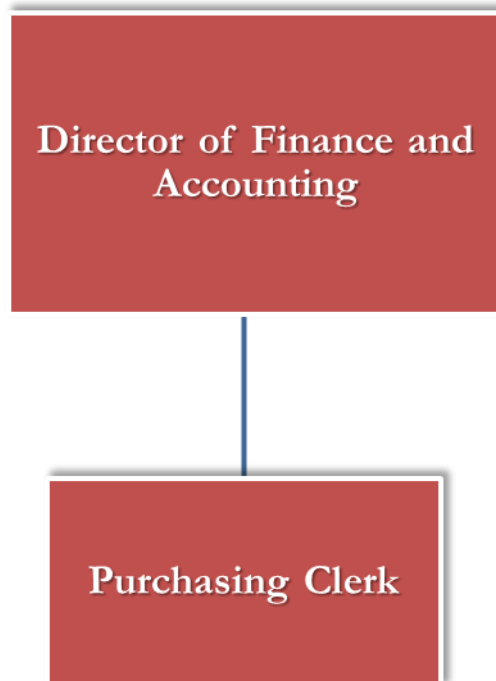 Director of Finance and
Accounting
Purchasing Clerk